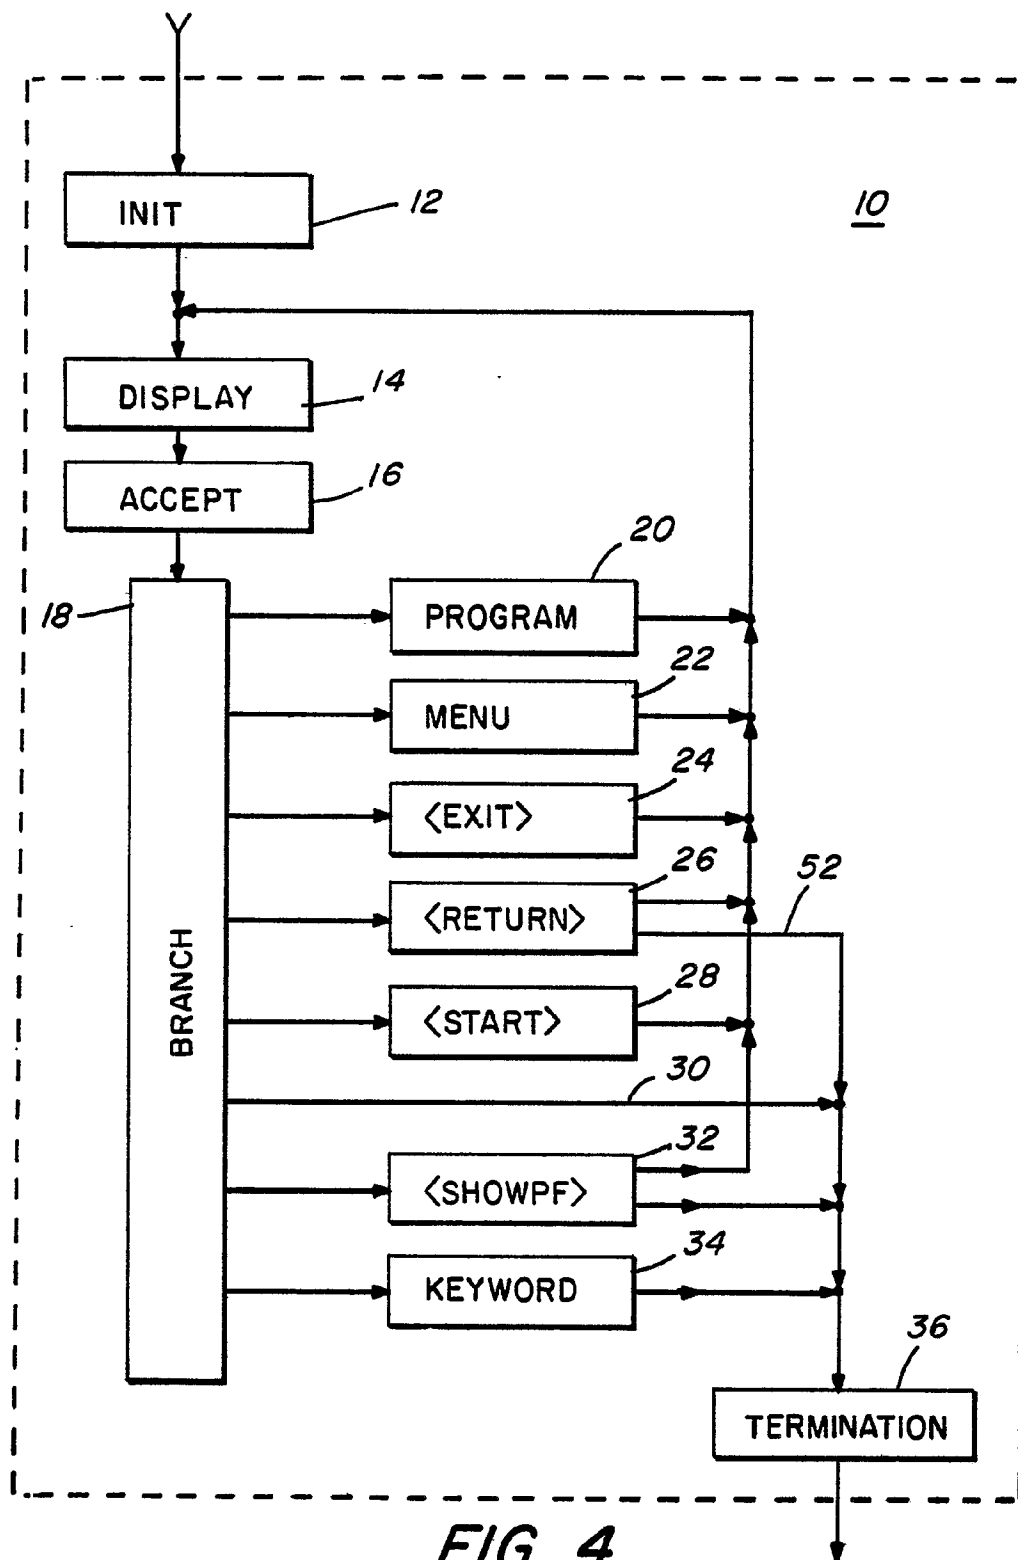 INIT
12
10
DISPLAY
14
ACCEPT
16
18
BRANCH
20
PROGRAM
22
MENU
24
<EXIT>
26
<RETURN>
52
28
<START>
30
32
<SHOWPF>
34
KEYWORD
36
TERMINATION
FIG. 4